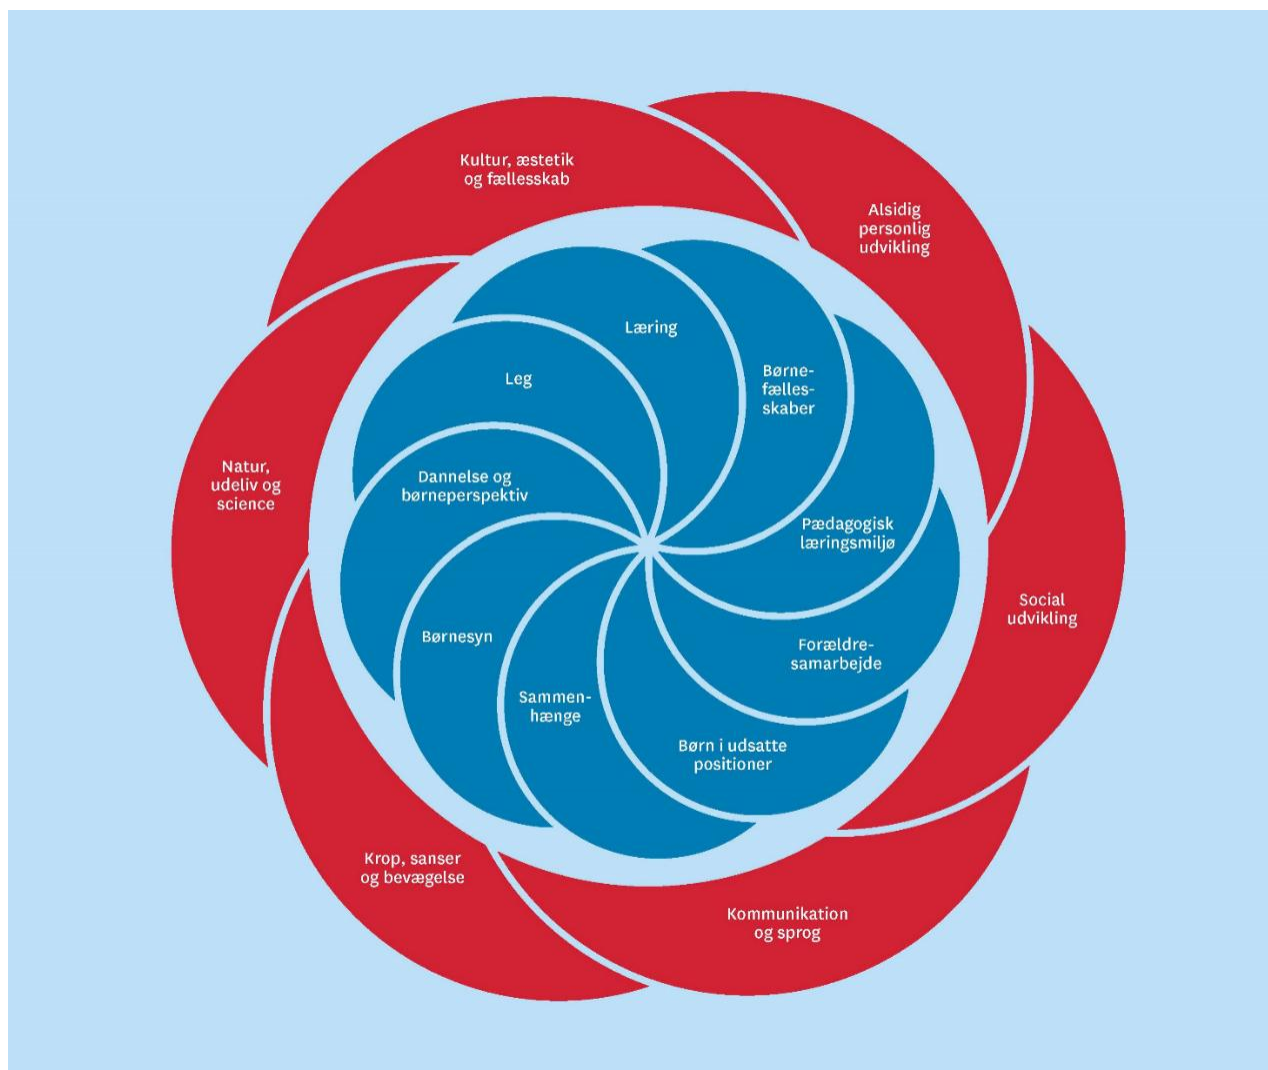 Kultur, æstetik
og fællesskab
Alsidig
personlig
udvikling
Social
udvikling
Kommunikation
og sprog
Krop, sanser
og bevægelse
Natur,
udeliv og
science
Læring
Børne-
fælles-
skaber
Pædagogisk
læringsmiljø
Forældre-
samarbejde
Børn i udsatte
positioner
Sammen-
hænge
Børnesyn
Dannelse og
børneperspektiv
Leg